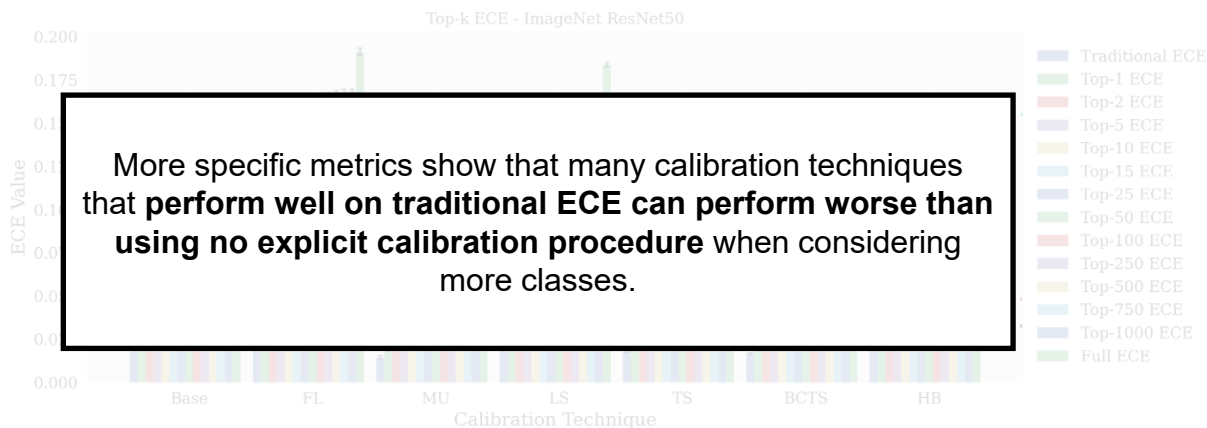 Top-k ECE - ImageNet ResNet50
0.200
0.175
ECE Value
0.000
More specific metrics show that many calibration techniques
that perform well on traditional ECE can perform worse than
using no explicit calibration procedure when considering
more classes.
Traditional ECE
Top-1 ECE
Top-2 ECE
Top-5 ECE
Top-10 ECE
Top-15 ECE
Top-25 ECE
Top-50 ECE
Top-100 ECE
Top-250 ECE
Top-500 ECE
Top-750 ECE
Top-1000 ECE
Full ECE
Base FL MU LS TS BCTS HB
Calibration Technique